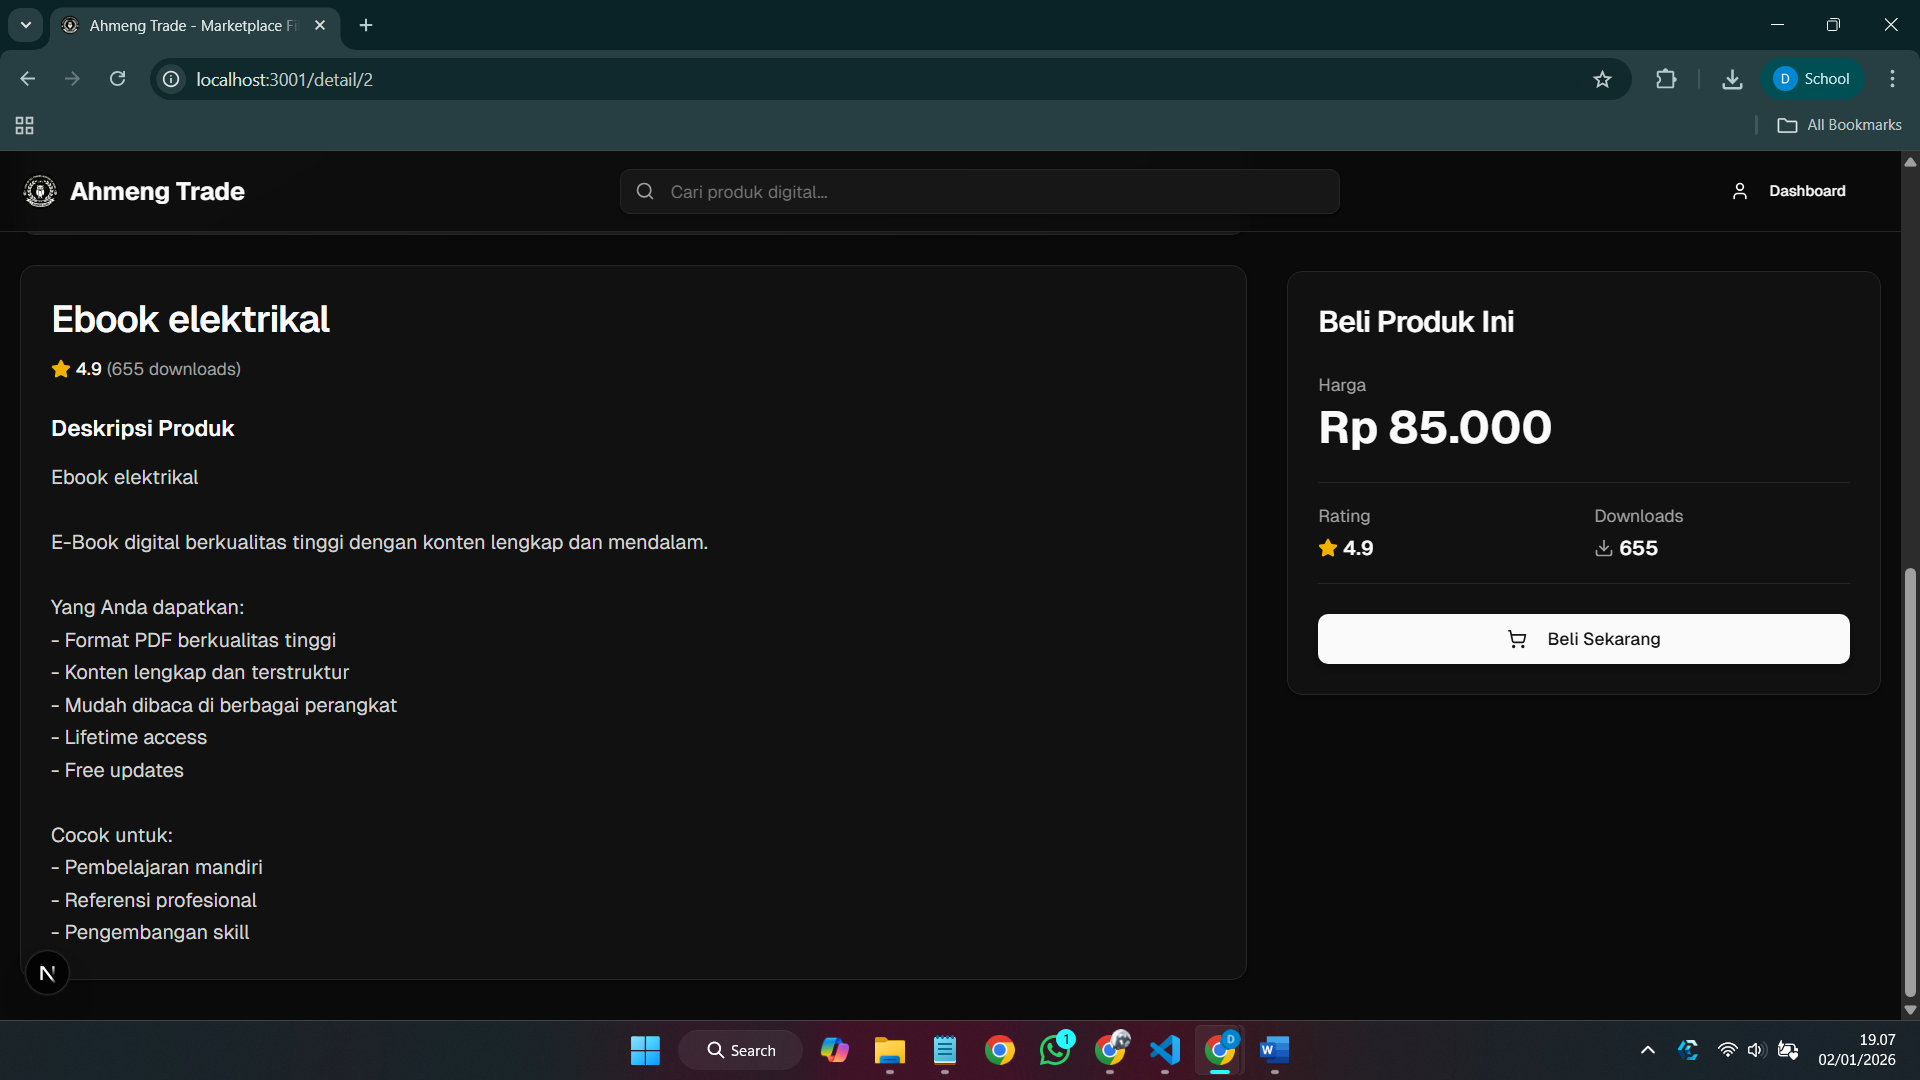 Ahmeng Trade - Marketplace Fi
localhost:3001/detail/2
D School
All Bookmarks
Ahmeng Trade
Cari produk digital...
Dashboard
Ebook elektrikal
4.9 (655 downloads)
Deskripsi Produk
Ebook elektrikal
E-Book digital berkualitas tinggi dengan konten lengkap dan mendalam.
Yang Anda dapatkan:
- Format PDF berkualitas tinggi
- Konten lengkap dan terstruktur
- Mudah dibaca di berbagai perangkat
- Lifetime access
- Free updates
Cocok untuk:
- Pembelajaran mandiri
- Referensi profesional
- Pengembangan skill
Beli Produk Ini
Harga
Rp 85.000
Rating
Downloads
4.9
655
Beli Sekarang
N
Search
1
D
W
19.07
02/01/2026